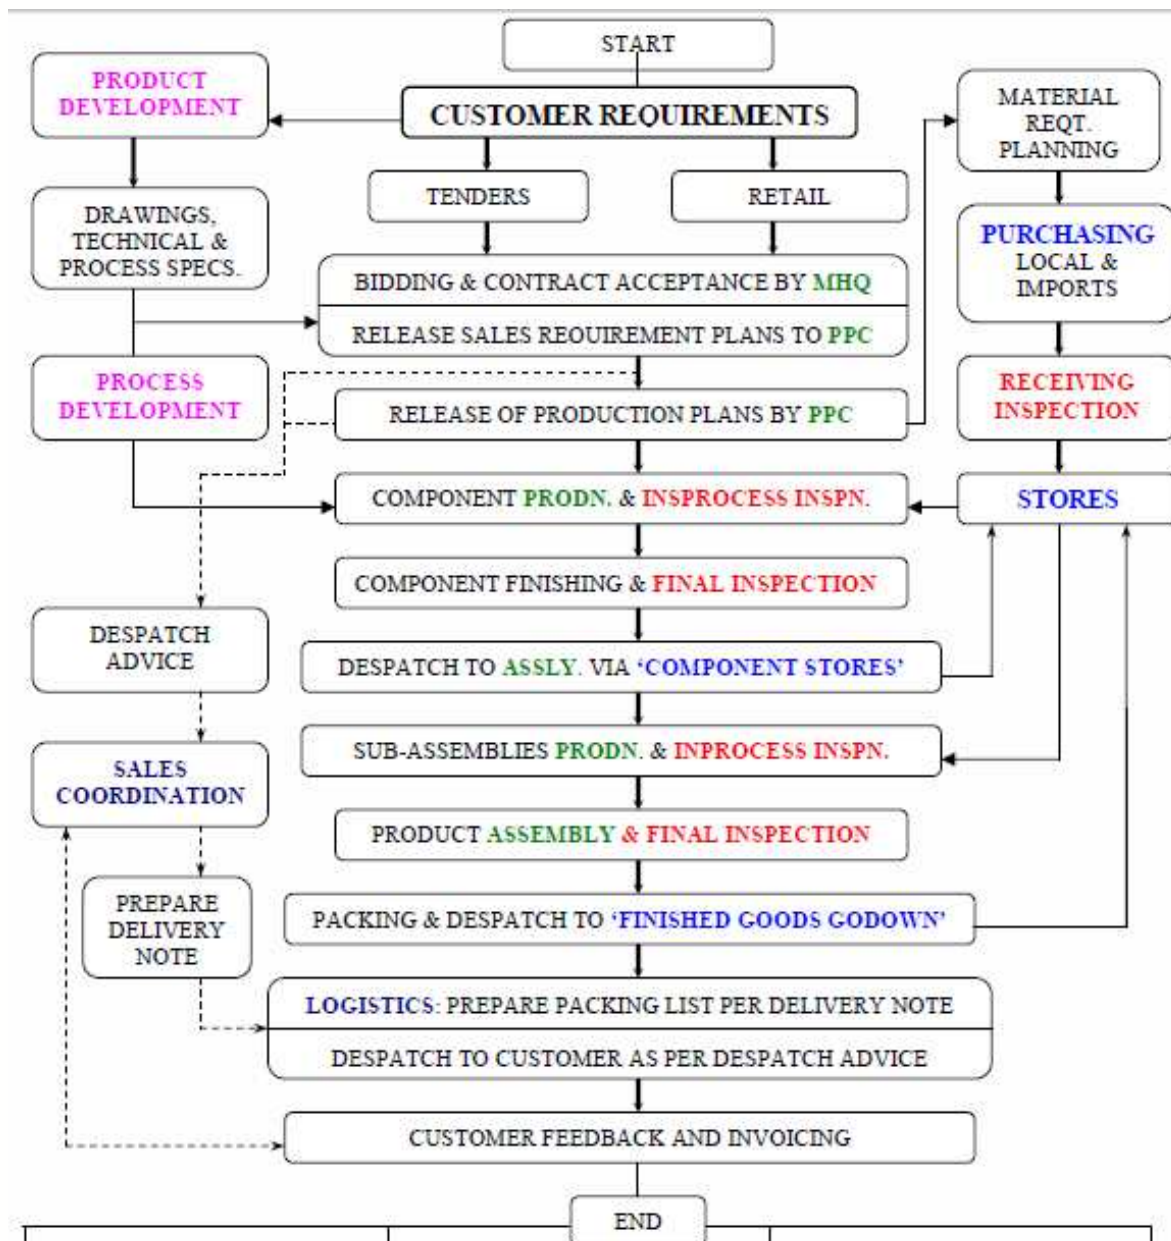 START
PRODUCT
DEVELOPMENT
CUSTOMER REQUIREMENTS
MATERIAL
REQT.
PLANNING
TENDERS
RETAIL
DRAWINGS,
TECHNICAL &
PROCESS SPECS.
PURCHASING
LOCAL &
IMPORTS
BIDDING & CONTRACT ACCEPTANCE BY MHQ
RELEASE SALES REQUIREMENT PLANS TO PPC
PROCESS
DEVELOPMENT
RELEASE OF PRODUCTION PLANS BY PPC
RECEIVING
INSPECTION
COMPONENT PRODN. & INSPROCESS INSPN.
STORES
COMPONENT FINISHING & FINAL INSPECTION
DESPATCH
ADVICE
DESPATCH TO ASSLY. VIA ‘COMPONENT STORES’
SUB-ASSEMBLIES PRODN. & INPROCESS INSPN.
SALES
COORDINATION
PRODUCT ASSEMBLY & FINAL INSPECTION
PREPARE
DELIVERY
NOTE
PACKING & DESPATCH TO ‘FINISHED GOODS GODOWN’
LOGISTICS: PREPARE PACKING LIST PER DELIVERY NOTE
DESPATCH TO CUSTOMER AS PER DESPATCH ADVICE
CUSTOMER FEEDBACK AND INVOICING
END